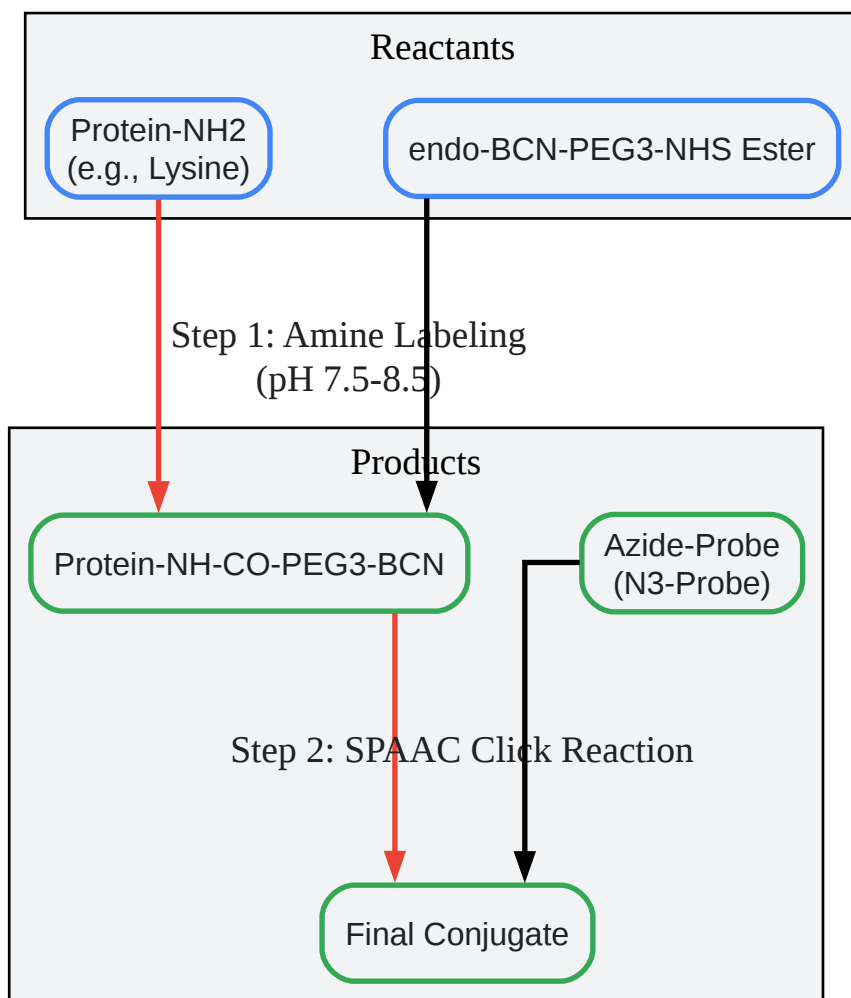 Reactants
Protein-NH2
(e.g., Lysine)
endo-BCN-PEG3-NHS Ester
Step 1: Amine Labeling
(pH 7.5-8.5)
Products
Protein-NH-CO-PEG3-BCN
Azide-Probe
(N3-Probe)
Step 2: SPAAC Click Reaction
Final Conjugate